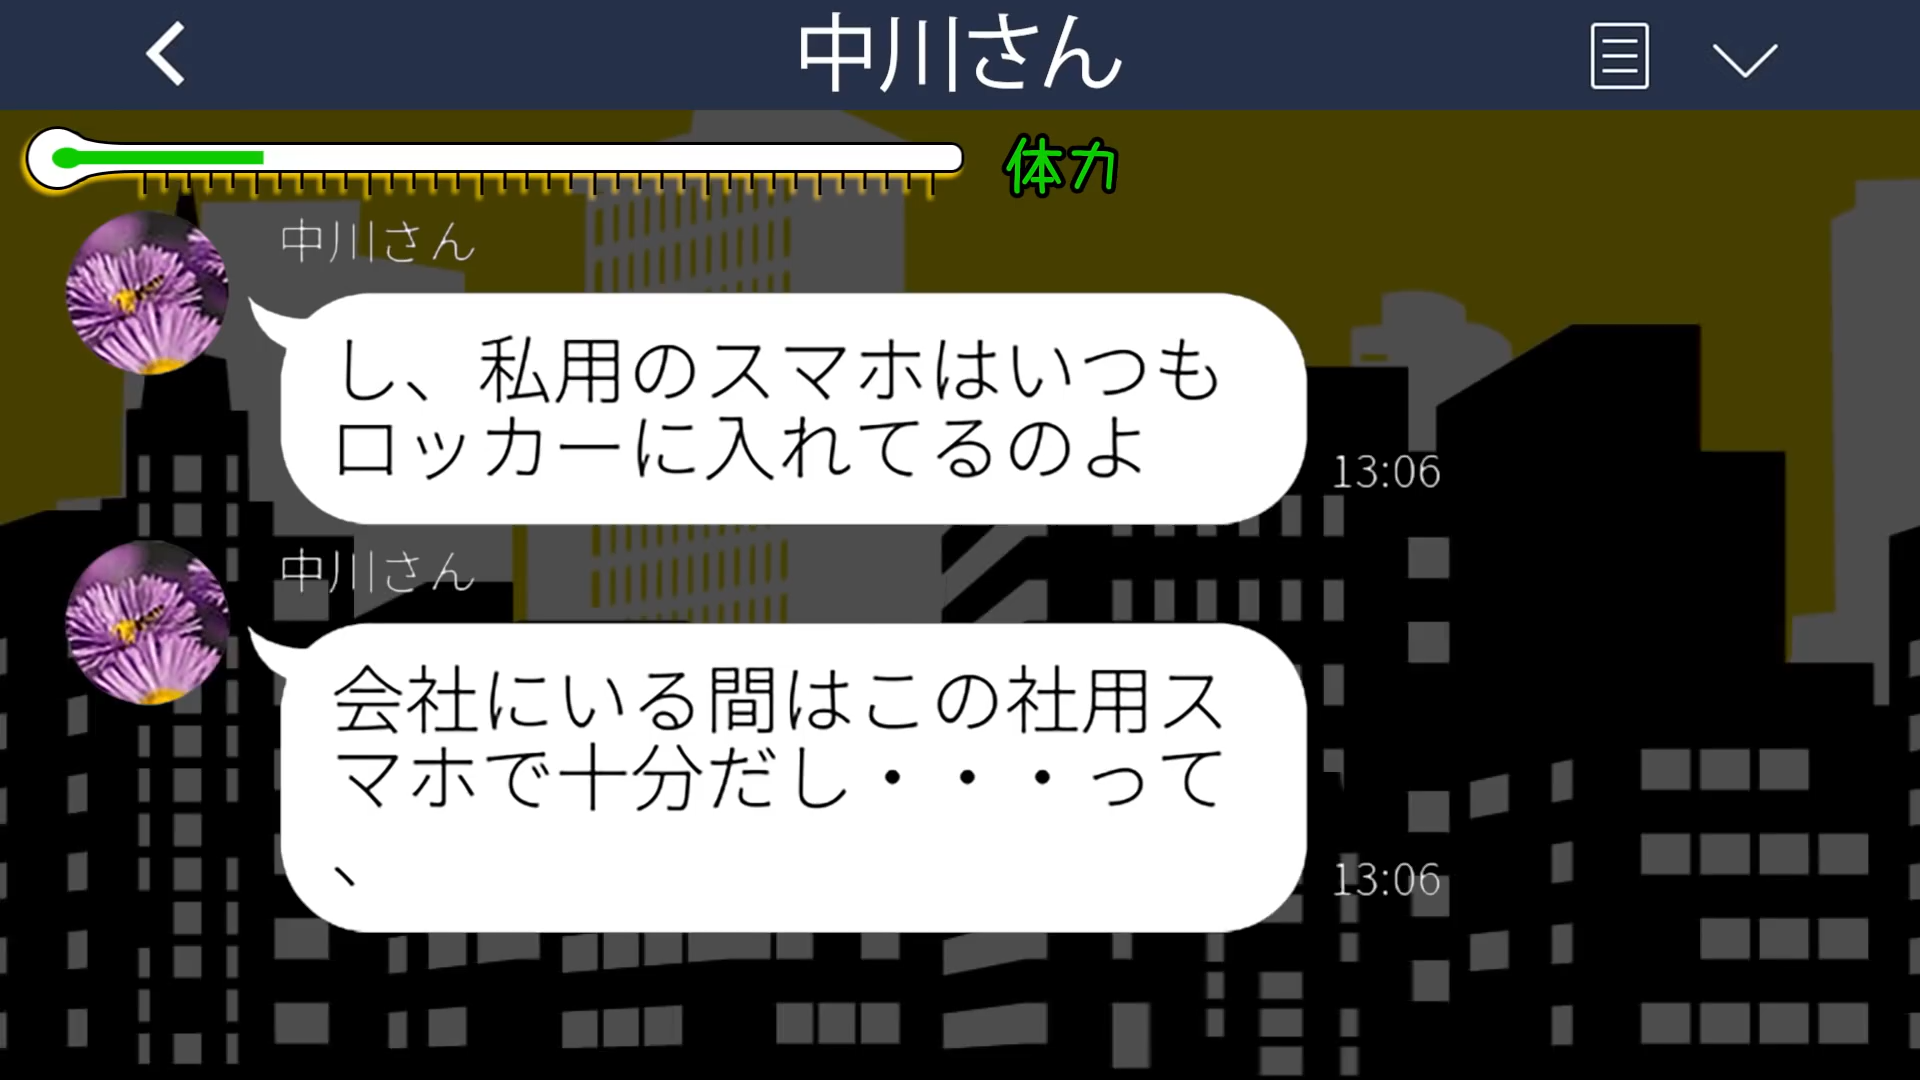 中川さん
体力
中川さん
し、私用のスマホはいつも
ロッカーに入れてるのよ
13:06
中川さん
会社にいる間はこの社用ス
マホで十分だし・・・って
、
13:06